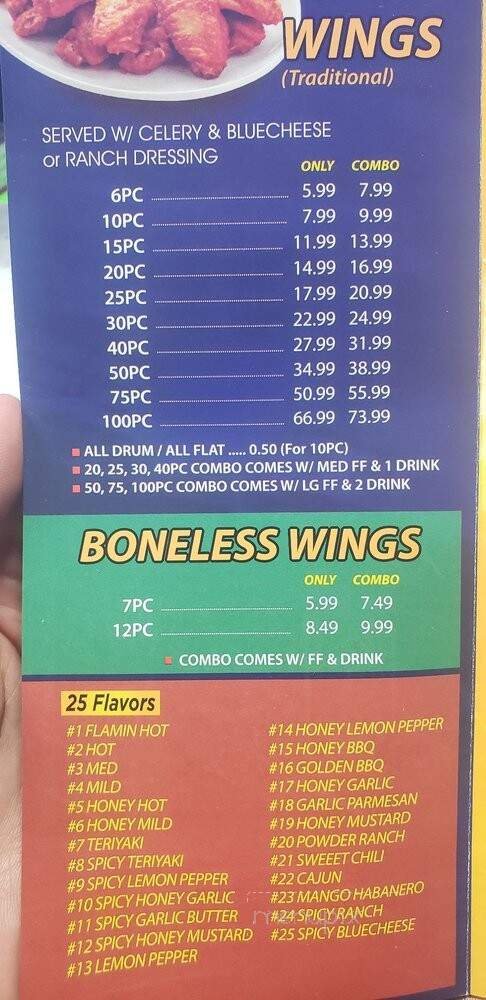 WINGS
(Traditional)
SERVED W/ CELERY & BLUECHEESE
or RANCH DRESSING
ONLY COMBO
6PC 5.99 7.99
10PC 7.99 9.99
15PC 11.99 13.99
20PC 14.99 16.99
25PC 17.99 20.99
30PC 22.99 24.99
40PC 27.99 31.99
50PC 34.99 38.99
75PC 50.99 55.99
100PC 66.99 73.99
ALL DRUM / ALL FLAT ..... 0.50 (For 10PC)
20, 25, 30, 40PC COMBO COMES W/ MED FF & 1 DRINK
50, 75, 100PC COMBO COMES W/ LG FF & 2 DRINK
BONELESS WINGS
ONLY COMBO
7PC 5.99 7.49
12PC 8.49 9.99
COMBO COMES W/ FF & DRINK
25 Flavors
#1 FLAMIN HOT
#2 HOT
#3 MED
#4 MILD
#5 HONEY HOT
#6 HONEY MILD
#7 TERIYAKI
#8 SPICY TERIYAKI
#9 SPICY LEMON PEPPER
#10 SPICY HONEY GARLIC
#11 SPICY GARLIC BUTTER
#12 SPICY HONEY MUSTARD
#13 LEMON PEPPER
#14 HONEY LEMON PEPPER
#15 HONEY BBQ
#16 GOLDEN BBQ
#17 HONEY GARLIC
#18 GARLIC PARMESAN
#19 HONEY MUSTARD
#20 POWDER RANCH
#21 SWEEET CHILI
#22 CAJUN
#23 MANGO HABANERO
#24 SPICY RANCH
#25 SPICY BLUECHEESE